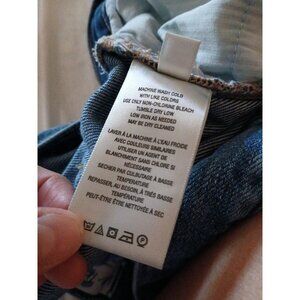 MACHINE WASH COLD
WITH LIKE COLORS
USE ONLY NON-CHLORINE BLEACH
TUMBLE DRY LOW
LOW IRON AS NEEDED
MAY BE DRY CLEANED
LAVER À LA MACHINE À L'EAU FROIDE
AVEC COULEURS SIMILAIRES
UTILISER UN AGENT DE
BLANCHIMENT SANS CHLORE SI
NÉCESSAIRE
SÉCHER PAR CULBUTAGE À BASSE
TEMPÉRATURE
REPASSER, AU BESOIN, À TRÈS BASSE
TEMPÉRATURE
PEUT-ÊTRE NETTOYÉ À SEC